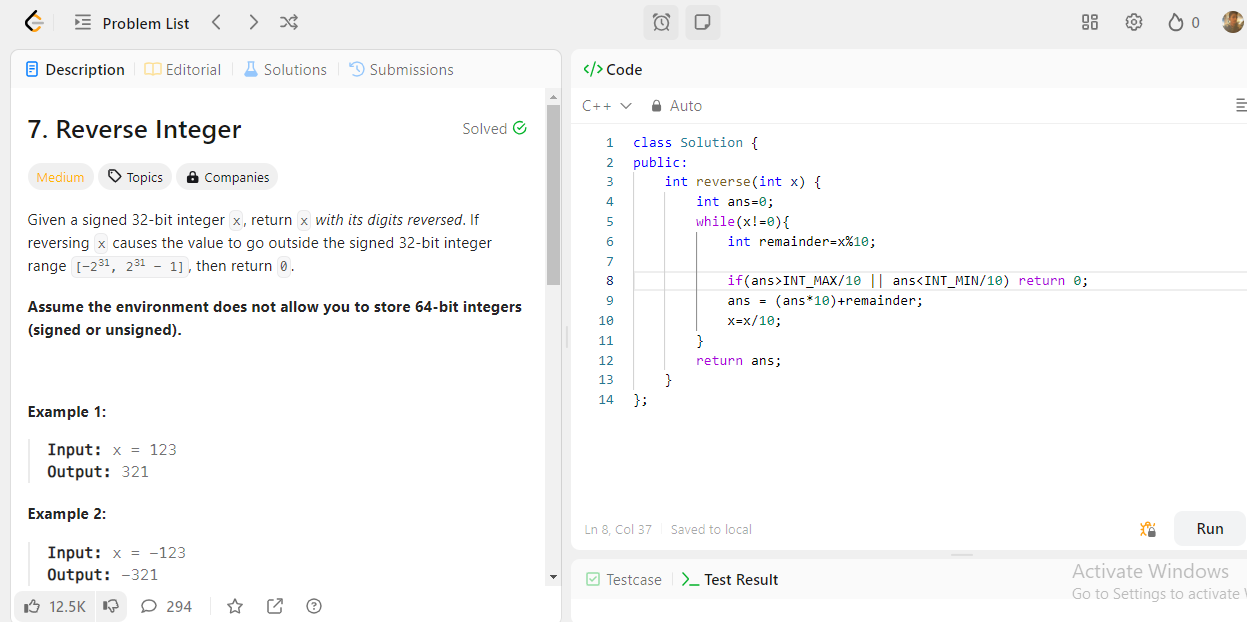 Problem List
0
Description Editorial Solutions Submissions
7. Reverse Integer
Solved
Medium Topics Companies
Given a signed 32-bit integer x, return x with its digits reversed. If
reversing x causes the value to go outside the signed 32-bit integer
range [-2³¹, 2³¹ - 1], then return 0.
Assume the environment does not allow you to store 64-bit integers
(signed or unsigned).
Example 1:
Input: x = 123
Output: 321
Example 2:
Input: x = -123
Output: -321
12.5K 294
</> Code
C++ Auto
1 class Solution {
2 public:
3 int reverse(int x) {
4 int ans=0;
5 while(x!=0){
6 int remainder=x%10;
7
8 if(ans>INT_MAX/10 || ans<INT_MIN/10) return 0;
9 ans = (ans*10)+remainder;
10 x=x/10;
11 }
12 return ans;
13 }
14 };
Ln 8, Col 37 Saved to local
Run
Testcase Test Result
Activate Windows
Go to Settings to activate